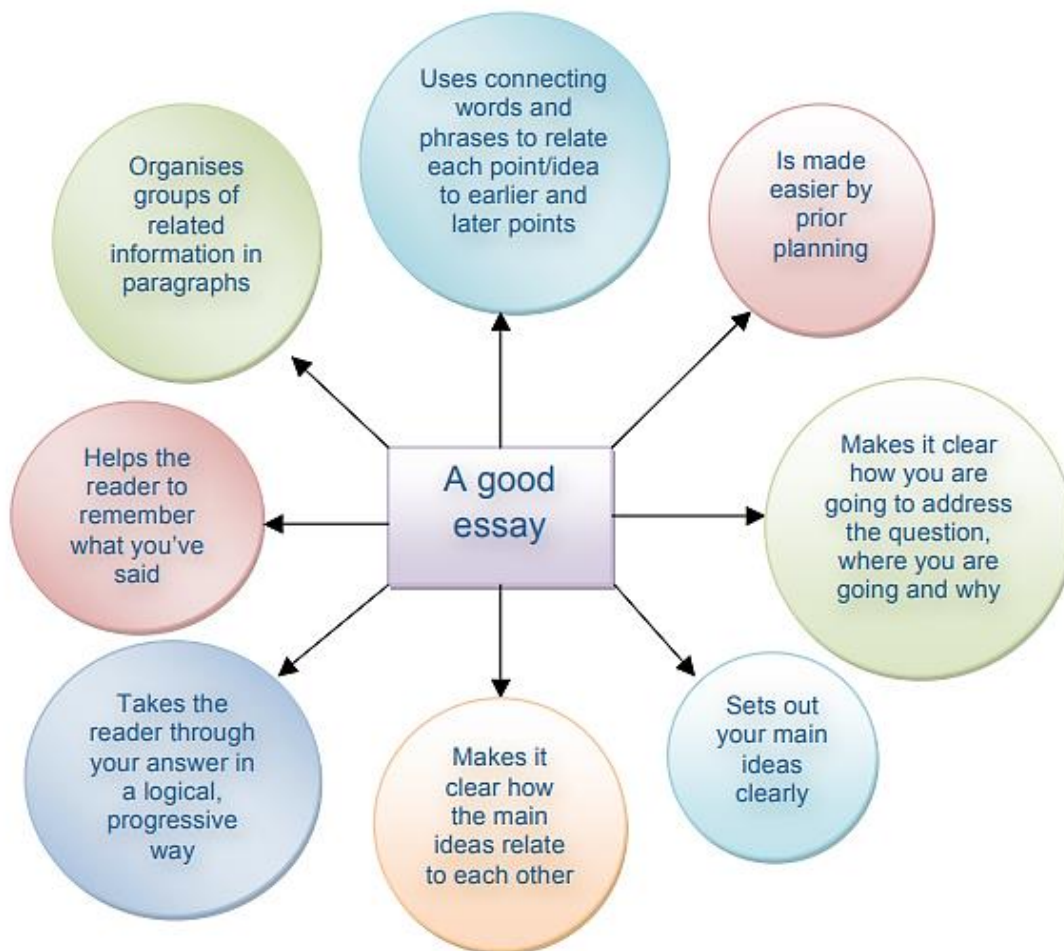 A good
essay
Uses connecting
words and
phrases to relate
each point/idea
to earlier and
later points
Is made
easier by
prior
planning
Makes it clear
how you are
going to address
the question,
where you are
going and why
Sets out
your main
ideas
clearly
Makes it
clear how
the main
ideas relate
to each other
Takes the
reader through
your answer in
a logical,
progressive
way
Helps the
reader to
remember
what you've
said
Organises
groups of
related
information in
paragraphs